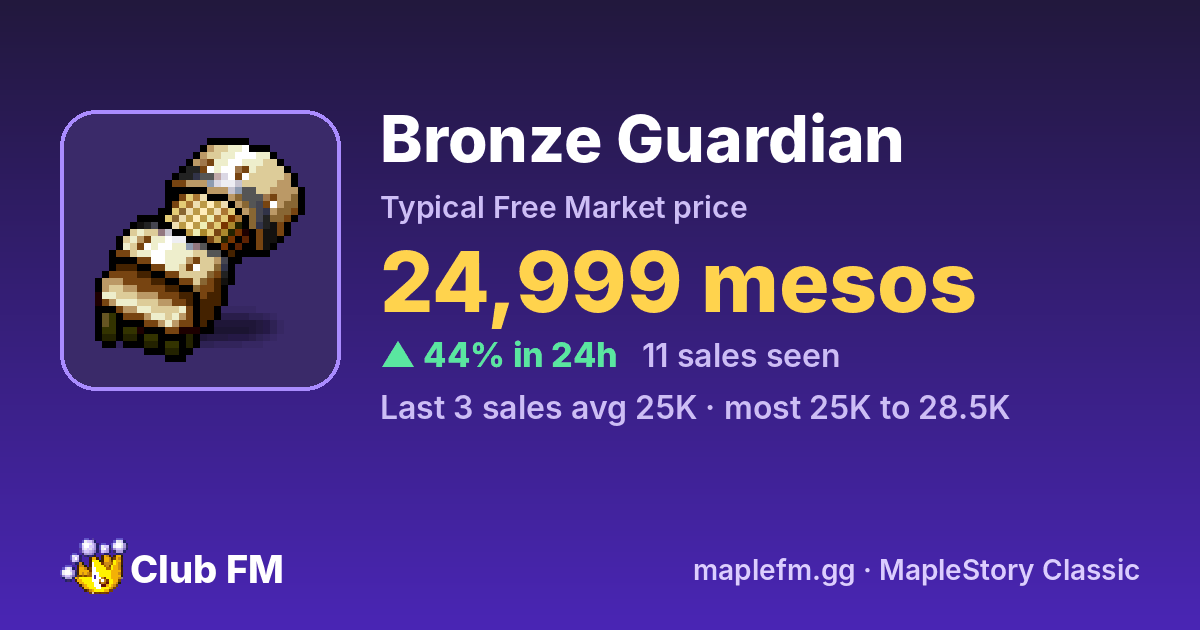 Bronze Guardian
Typical Free Market price
24,999 mesos
▲ 44% in 24h 11 sales seen
Last 3 sales avg 25K · most 25K to 28.5K
Club FM
maplefm.gg · MapleStory Classic